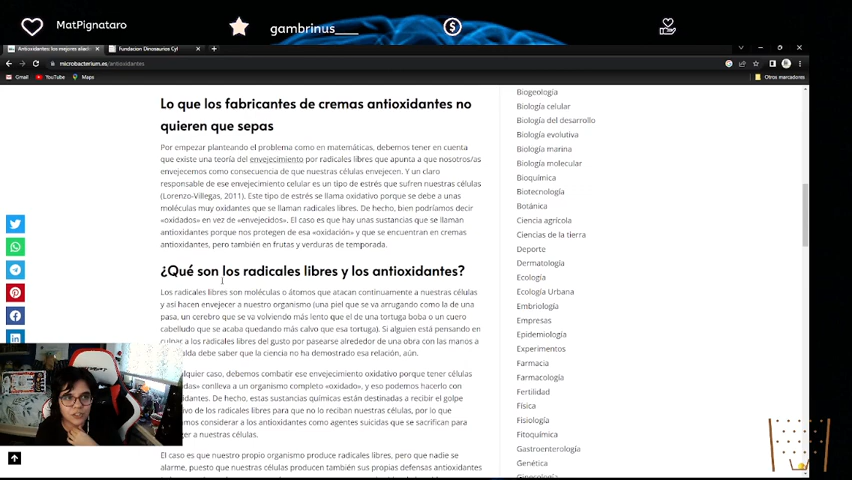 MatPignataro
gambrinus____
Antioxidantes: los mejores aliad
Fundacion Dinosaurios Cyl
microbacterium.es/antioxidantes
Gmail
YouTube
Maps
Otros marcadores
Lo que los fabricantes de cremas antioxidantes no
quieren que sepas
Por empezar planteando el problema como en matemáticas, debemos tener en cuenta
que existe una teoría del envejecimiento por radicales libres que apunta a que nosotros/as
envejecemos como consecuencia de que nuestras células envejecen. Y un claro
responsable de ese envejecimiento celular es un tipo de estrés que sufren nuestras células
(Lorenzo-Villegas, 2011). Este tipo de estrés se llama oxidativo porque se debe a unas
moléculas muy oxidantes que se llaman radicales libres. De hecho, bien podríamos decir
«oxidados» en vez de «envejecidos». El caso es que hay unas sustancias que se llaman
antioxidantes porque nos protegen de esa «oxidación» y que se encuentran en cremas
antioxidantes, pero también en frutas y verduras de temporada.
¿Qué son los radicales libres y los antioxidantes?
Los radicales libres son moléculas o átomos que atacan continuamente a nuestras células
y así hacen envejecer a nuestro organismo (una piel que se va arrugando como la de una
pasa, un cerebro que se va volviendo más lento que el de una tortuga boba o un cuero
cabelludo que se acaba quedando más calvo que esa tortuga). Si alguien está pensando en
culpar a los radicales libres del gusto por pasearse alrededor de una obra con las manos a
alda debe saber que la ciencia no ha demostrado esa relación, aún.
alquier caso, debemos combatir ese envejecimiento oxidativo porque tener células
adas» conlleva a un organismo completo «oxidado», y eso podemos hacerlo con
idantes. De hecho, estas sustancias químicas están destinadas a recibir el golpe
ivo de los radicales libres para que no lo reciban nuestras células, por lo que
mos considerar a los antioxidantes como agentes suicidas que se sacrifican para
ger a nuestras células.
El caso es que nuestro propio organismo produce radicales libres, pero que nadie se
alarme, puesto que nuestras células producen también sus propias defensas antioxidantes
Biogeología
Biología celular
Biología del desarrollo
Biología evolutiva
Biología marina
Biología molecular
Bioquímica
Biotecnología
Botánica
Ciencia agrícola
Ciencias de la tierra
Deporte
Dermatología
Ecología
Ecología Urbana
Embriología
Empresas
Epidemiología
Experimentos
Farmacia
Farmacología
Fertilidad
Física
Fisiología
Fitoquímica
Gastroenterología
Genética
Ginecología